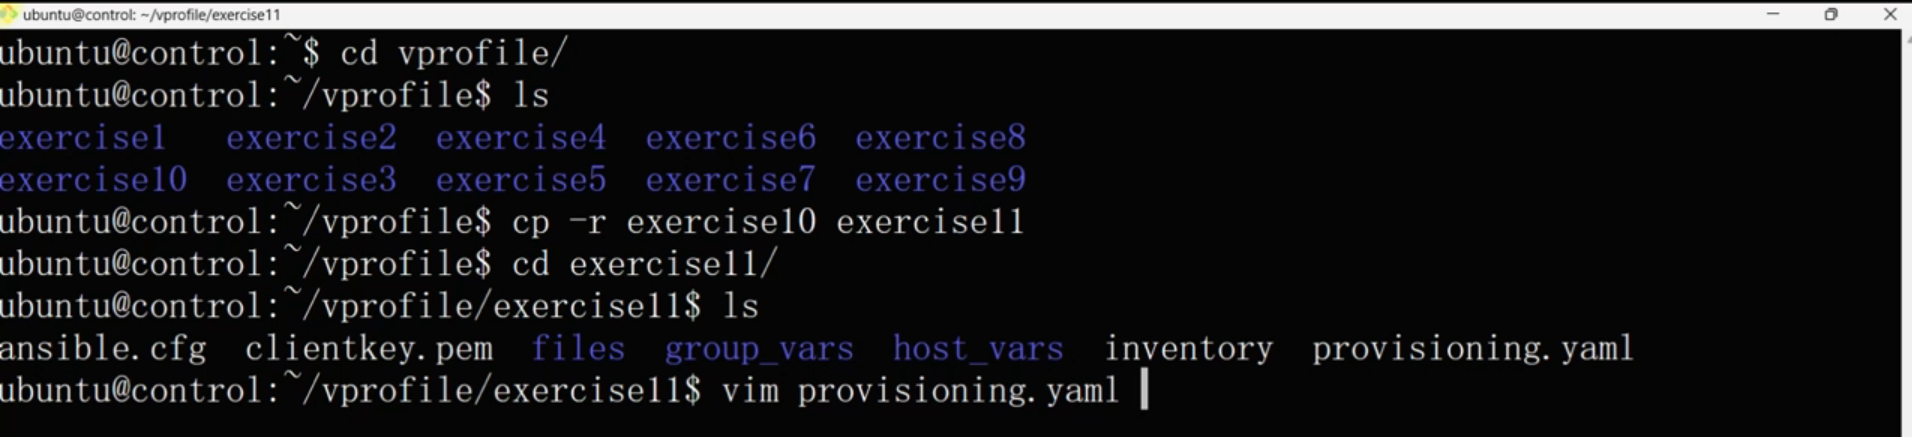 ubuntu@control: ~/vprofile/exercise11
ubuntu@control:~$ cd vprofile/
ubuntu@control:~/vprofile$ ls
exercise1 exercise2 exercise4 exercise6 exercise8
exercise10 exercise3 exercise5 exercise7 exercise9
ubuntu@control:~/vprofile$ cp -r exercise10 exercise11
ubuntu@control:~/vprofile$ cd exercise11/
ubuntu@control:~/vprofile/exercise11$ ls
ansible.cfg clientkey.pem files group_vars host_vars inventory provisioning.yaml
ubuntu@control:~/vprofile/exercise11$ vim provisioning.yaml